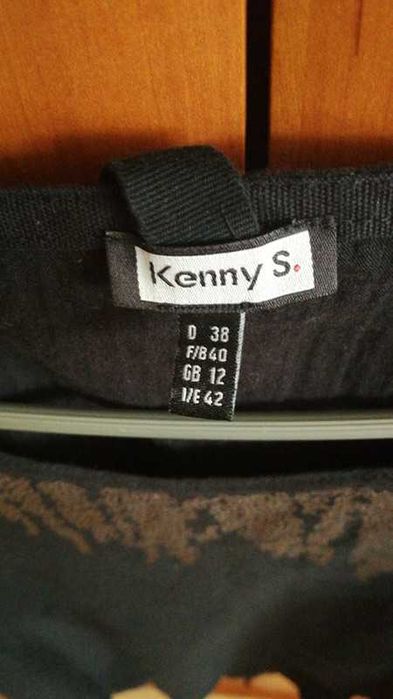 Kenny S.
D 38
F/B 40
GB 12
I/E 42